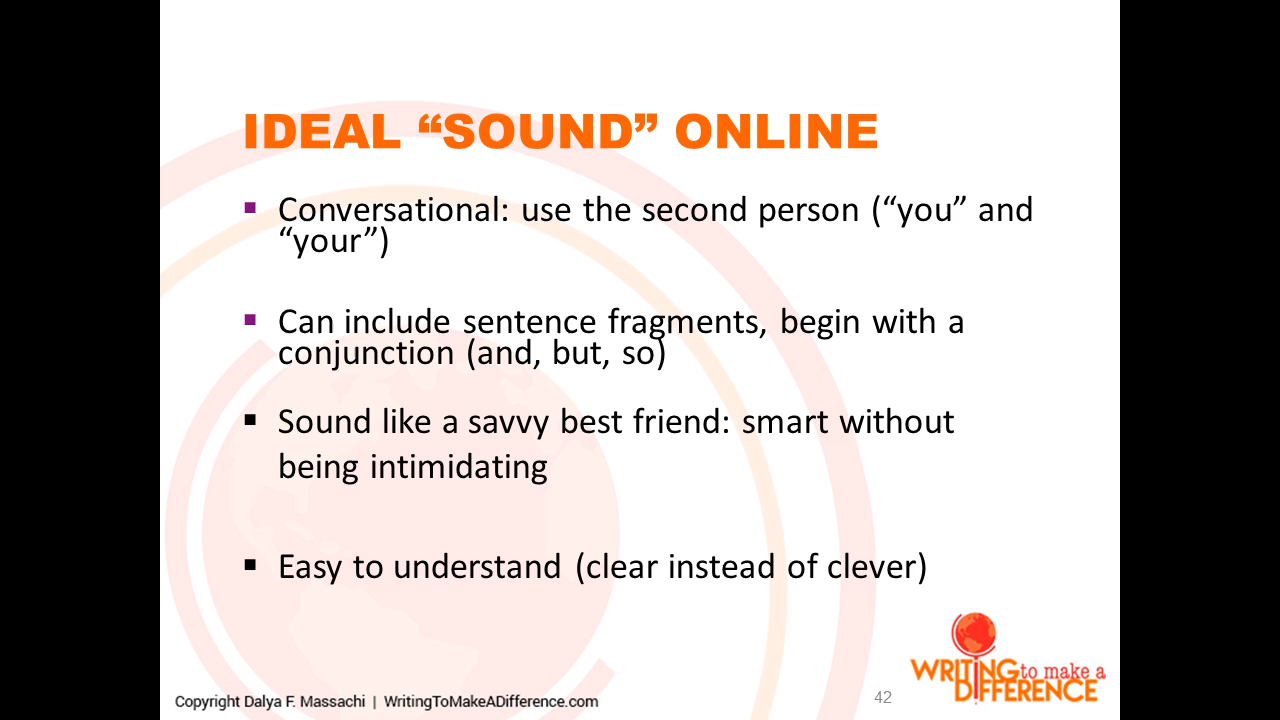 IDEAL “SOUND” ONLINE
▪ Conversational: use the second person (“you” and
“your”)
▪ Can include sentence fragments, begin with a
conjunction (and, but, so)
▪ Sound like a savvy best friend: smart without
being intimidating
▪ Easy to understand (clear instead of clever)
WRITING to make a
DIFFERENCE
Copyright Dalya F. Massachi | WritingToMakeADifference.com
42